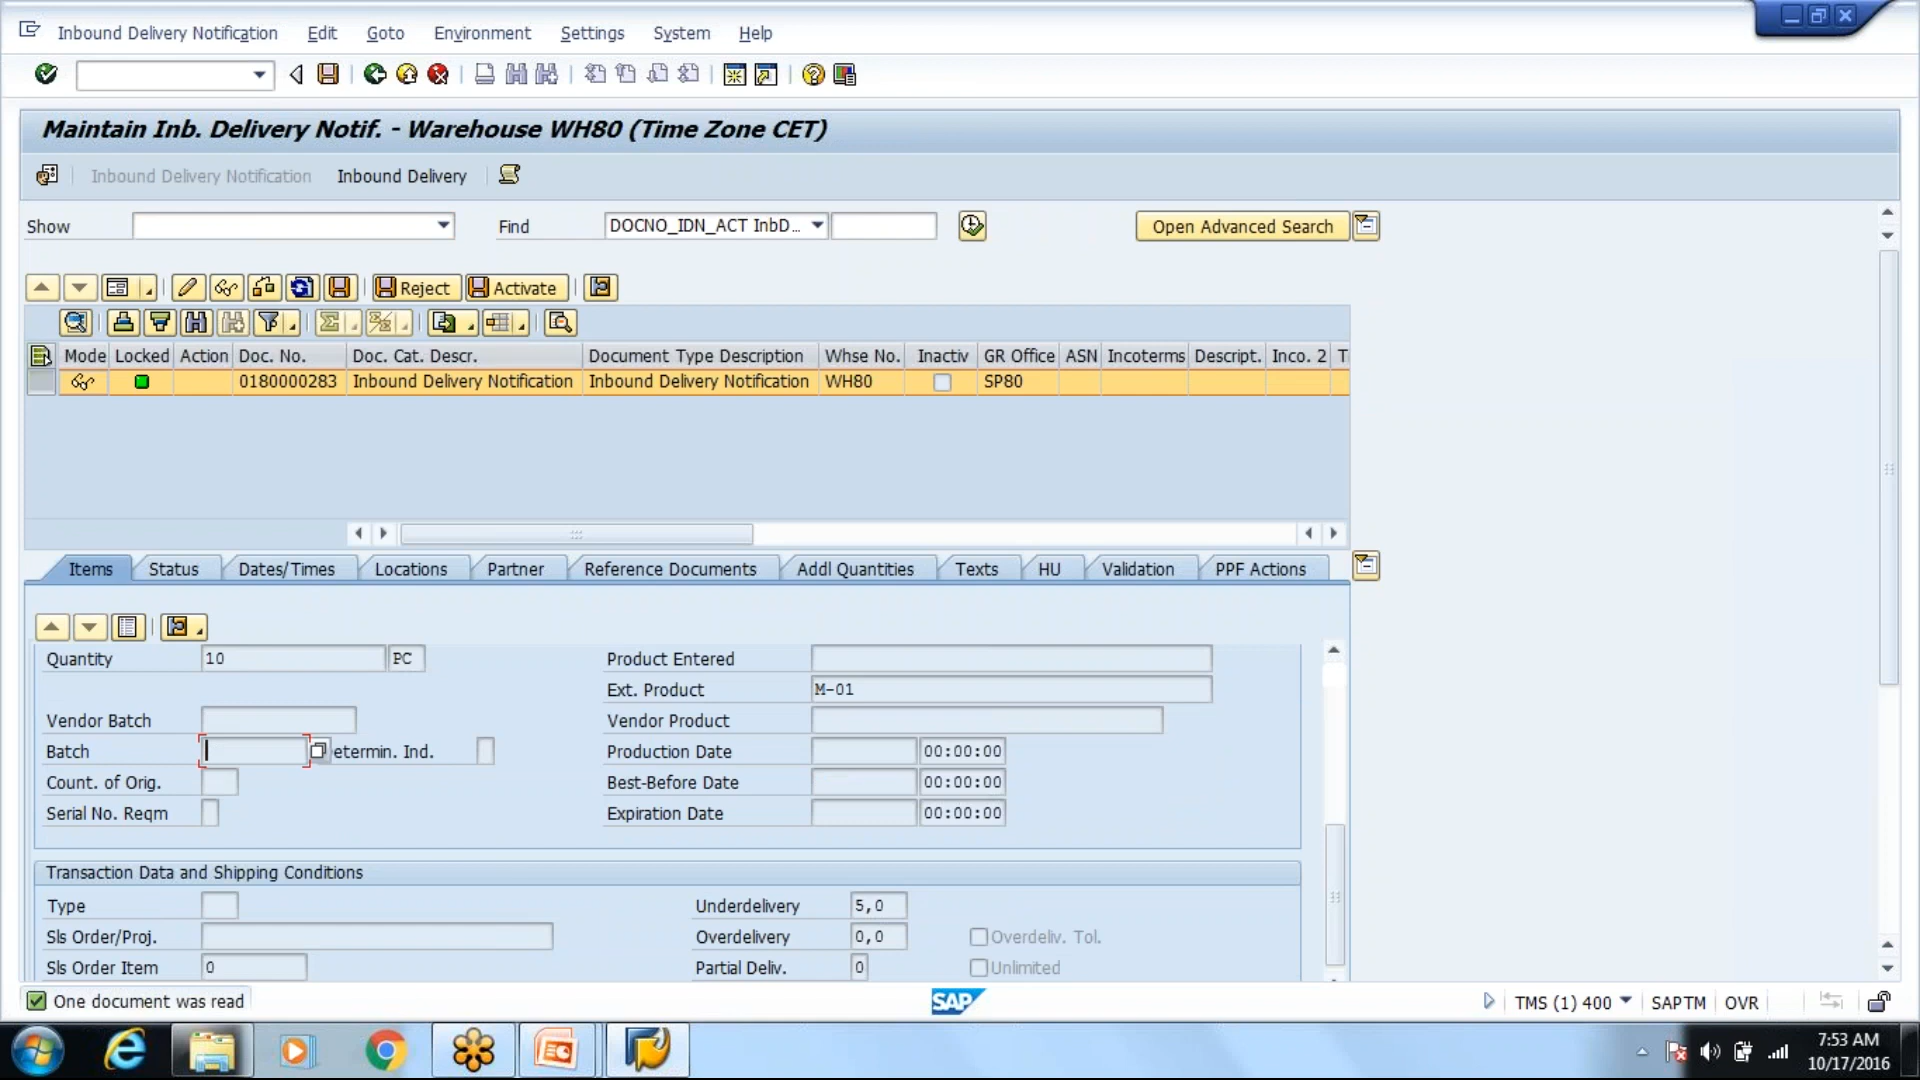 Inbound Delivery Notification Edit Goto Environment Settings System Help
Maintain Inb. Delivery Notif. - Warehouse WH80 (Time Zone CET)
Inbound Delivery Notification Inbound Delivery
Show Find DOCNO_IDN_ACT InbD... Open Advanced Search
Reject Activate
Mode Locked Action Doc. No. Doc. Cat. Descr. Document Type Description Whse No. Inactiv GR Office ASN Incoterms Descript. Inco. 2 T
0180000283 Inbound Delivery Notification Inbound Delivery Notification WH80 SP80
Items Status Dates/Times Locations Partner Reference Documents Addl Quantities Texts HU Validation PPF Actions
Quantity 10 PC Product Entered
Ext. Product M-01
Vendor Batch Vendor Product
Batch etermin. Ind. Production Date 00:00:00
Count. of Orig. Best-Before Date 00:00:00
Serial No. Reqm Expiration Date 00:00:00
Transaction Data and Shipping Conditions
Type Underdelivery 5,0
Sls Order/Proj. Overdelivery 0,0 Overdeliv. Tol.
Sls Order Item 0 Partial Deliv. 0 Unlimited
One document was read SAP TMS (1) 400 SAPTM OVR
7:53 AM
10/17/2016